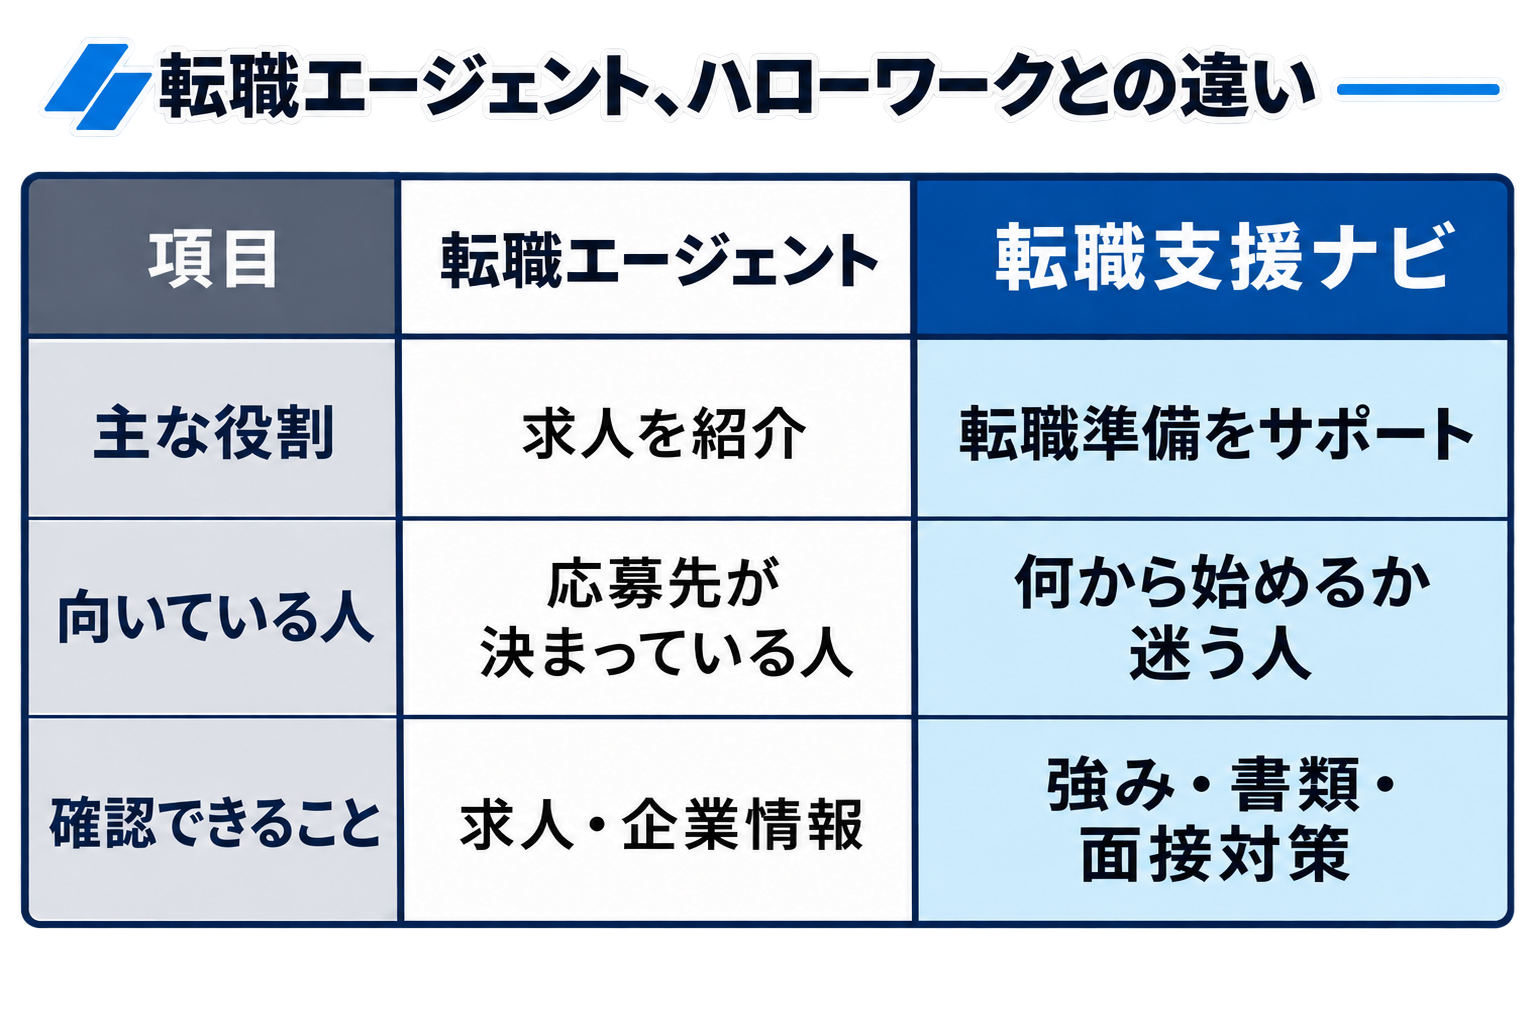 転職エージェント、ハローワークとの違い
項目
転職エージェント
転職支援ナビ
主な役割
求人を紹介
転職準備をサポート
向いている人
応募先が
決まっている人
何から始めるか
迷う人
確認できること
求人・企業情報
強み・書類・
面接対策